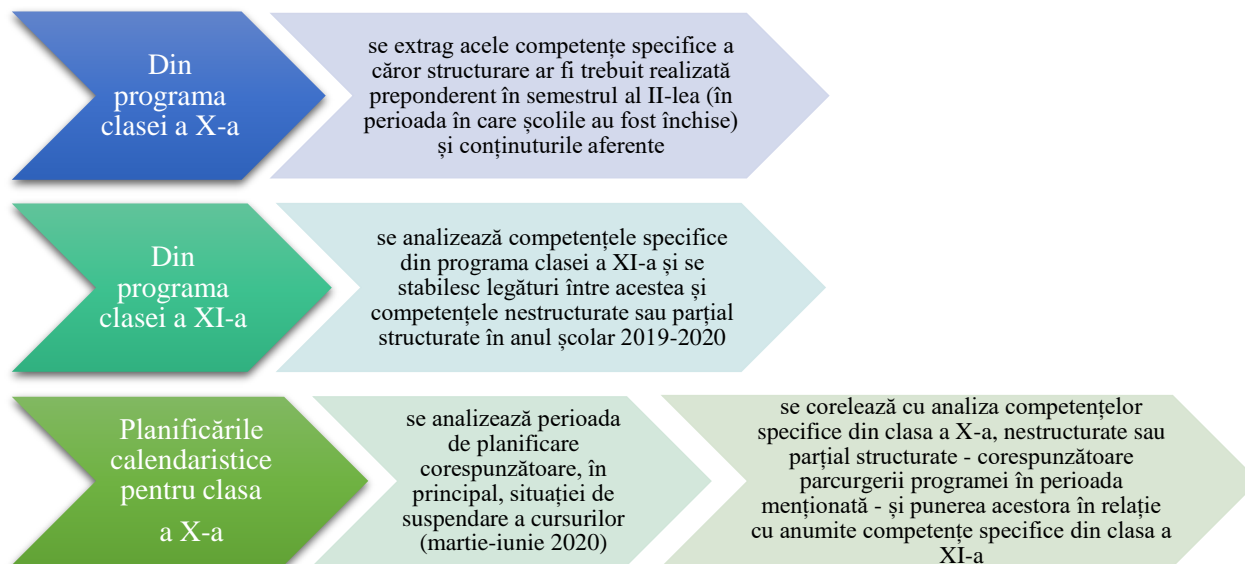 Din
programa
clasei a X-a
se extrag acele competențe specifice a
căror structurare ar fi trebuit realizată
preponderent în semestrul al II-lea (în
perioada în care școlile au fost închise)
și conținuturile aferente
Din
programa
clasei a XI-a
se analizează competențele specifice
din programa clasei a XI-a și se
stabilesc legături între acestea și
competențele nestructurate sau parțial
structurate în anul școlar 2019-2020
Planificările
calendaristice
pentru clasa
a X-a
se analizează perioada
de planificare
corespunzătoare, în
principal, situației de
suspendare a cursurilor
(martie-iunie 2020)
se corelează cu analiza competențelor
specifice din clasa a X-a, nestructurate sau
parțial structurate - corespunzătoare
parcurgerii programei în perioada
menționată - și punerea acestora în relație
cu anumite competențe specifice din clasa a
XI-a